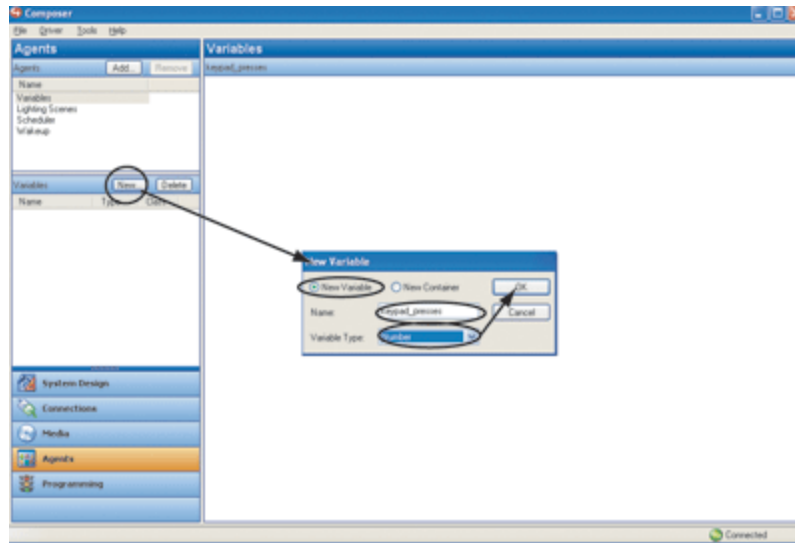 Composer
File Driver Tools Help
Agents
Agents Add... Remove
Name
Variables
Lighting Scenes
Scheduler
Wakeup
Variables New... Delete
Name Type
System Design
Connections
Media
Agents
Programming
Variables
keypad_presses
New Variable
New Variable New Container OK
Name: Keypad_presses Cancel
Variable Type: Number
Connected